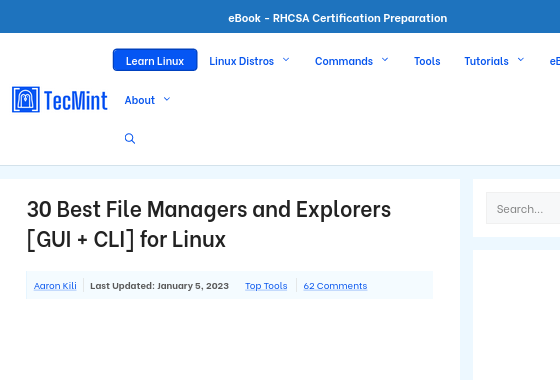 eBook - RHCSA Certification Preparation
Learn Linux Linux Distros Commands Tools Tutorials
TecMint
About
30 Best File Managers and Explorers
[GUI + CLI] for Linux
Search...
Aaron Kili Last Updated: January 5, 2023 Top Tools 62 Comments